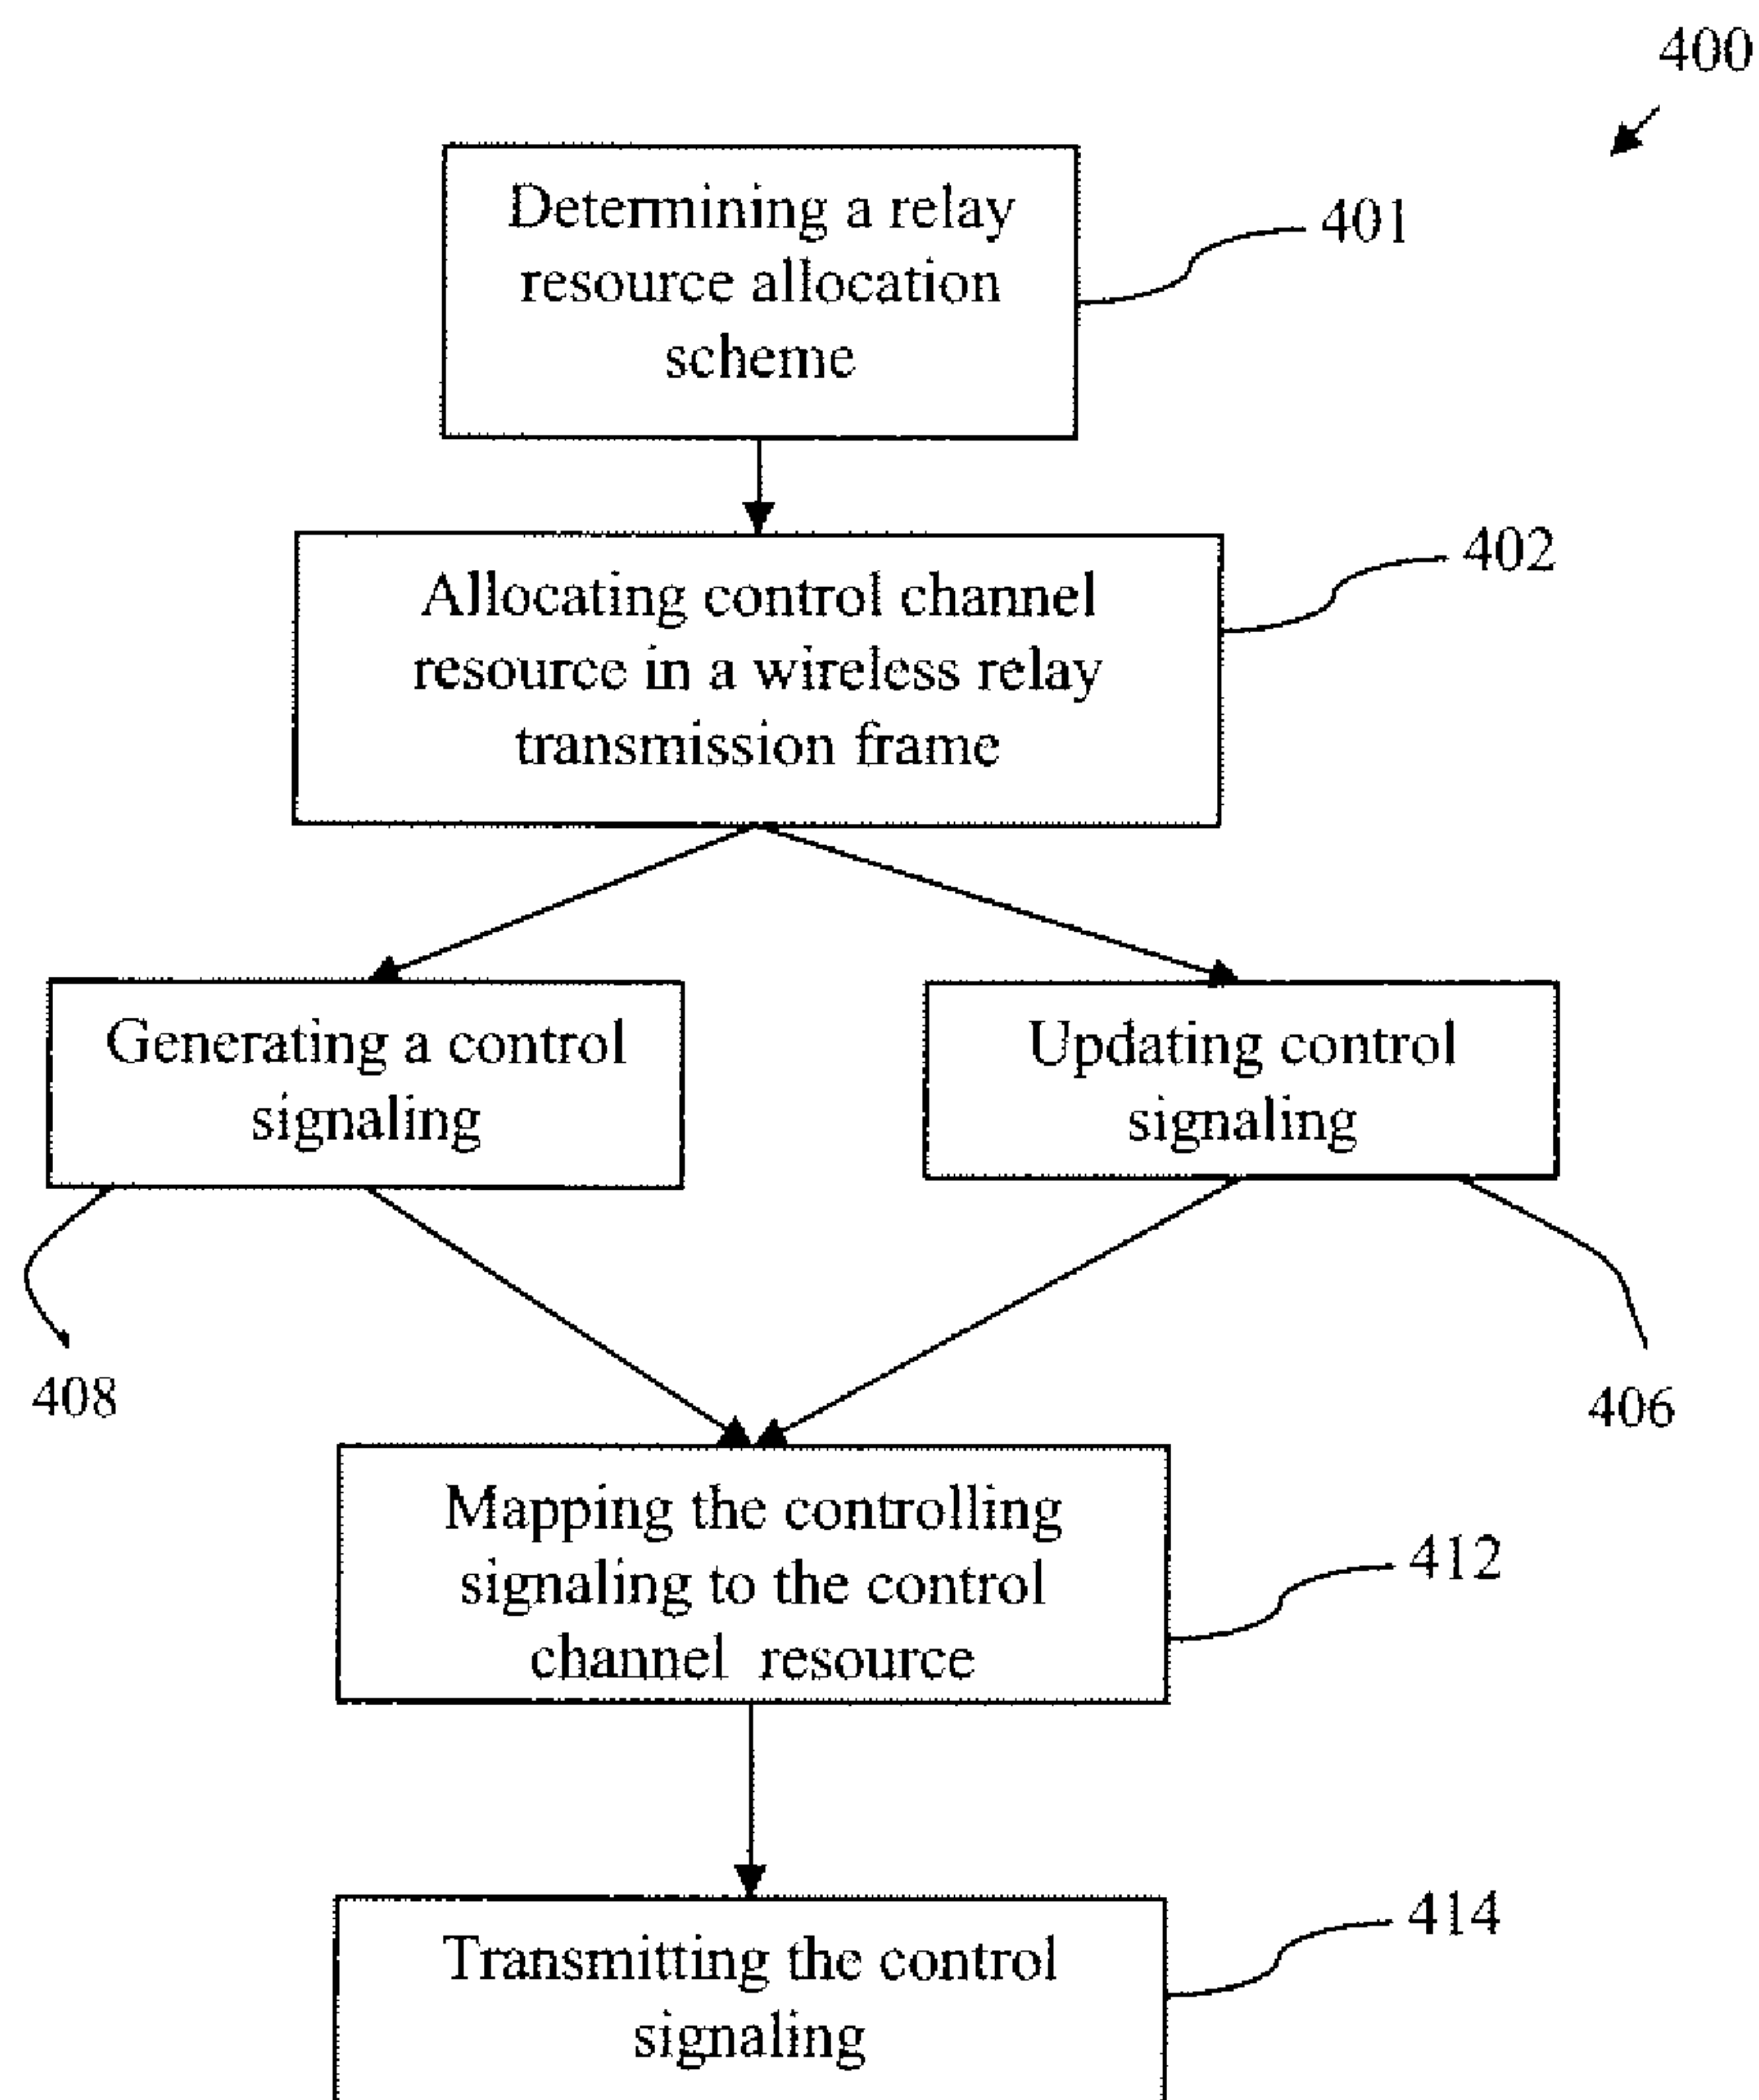 400
Determining a relay
resource allocation
scheme
401
Allocating control channel
resource in a wireless relay
transmission frame
402
Generating a control
signaling
Updating control
signaling
408
406
Mapping the controlling
signaling to the control
channel resource
412
Transmitting the control
signaling
414